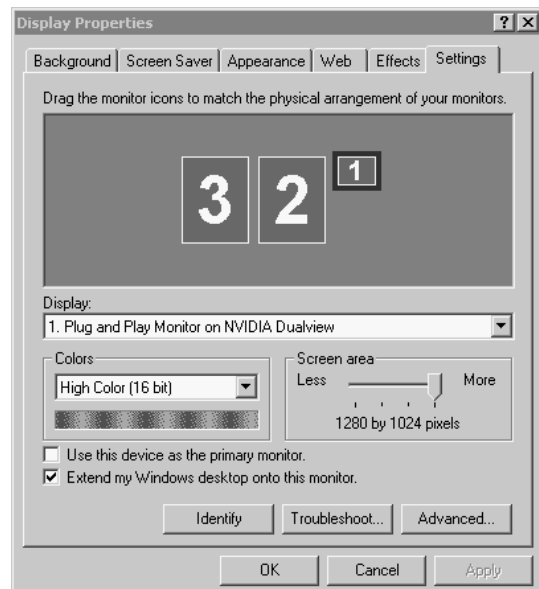 Display Properties
Background Screen Saver Appearance Web Effects Settings
Drag the monitor icons to match the physical arrangement of your monitors.
3 2 1
Display:
1. Plug and Play Monitor on NVIDIA Dualview
Colors Screen area
High Color (16 bit) Less More
1280 by 1024 pixels
Use this device as the primary monitor.
Extend my Windows desktop onto this monitor.
Identify Troubleshoot... Advanced...
OK Cancel Apply